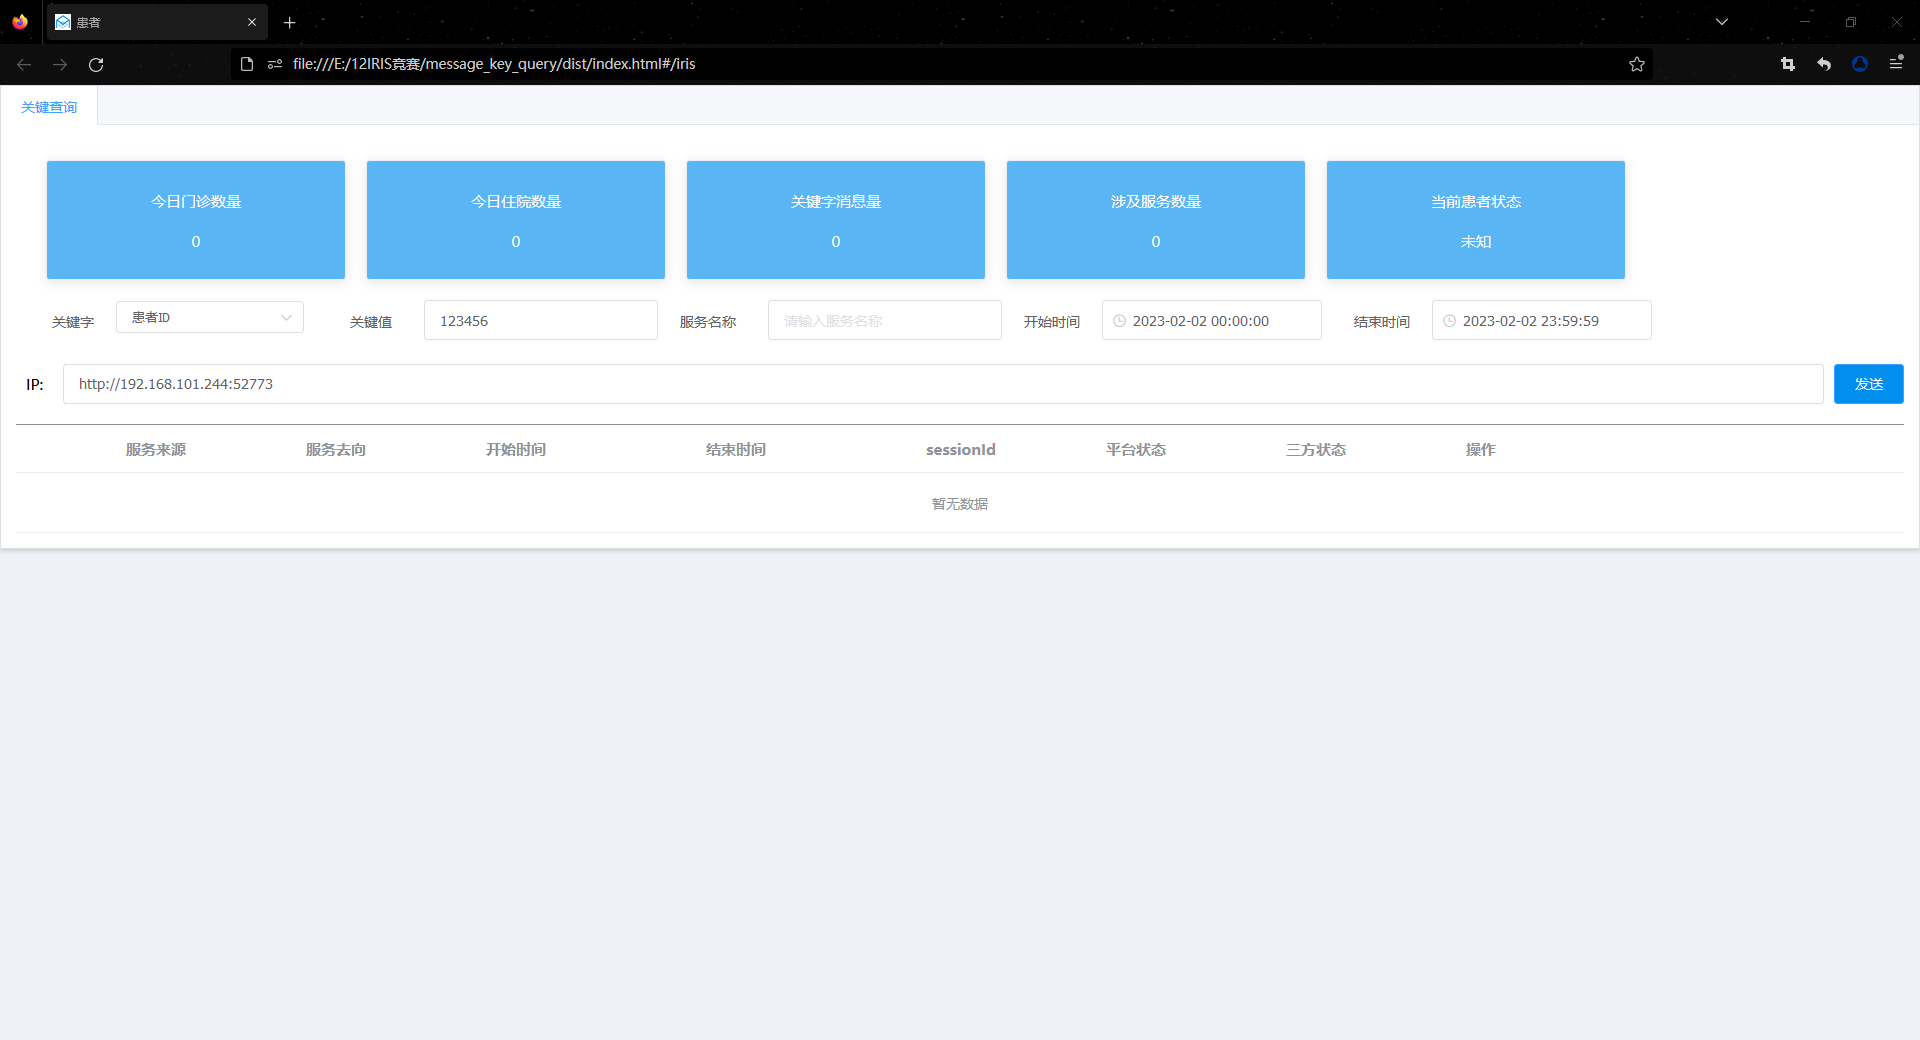 患者
file:///E:/12IRIS竞赛/message_key_query/dist/index.html#/iris
关键查询
今日门诊数量
0
今日住院数量
0
关键字消息量
0
涉及服务数量
0
当前患者状态
未知
关键字 患者ID 关键值 123456 服务名称 请输入服务名称 开始时间 2023-02-02 00:00:00 结束时间 2023-02-02 23:59:59
IP: http://192.168.101.244:52773 发送
服务来源 服务去向 开始时间 结束时间 sessionId 平台状态 三方状态 操作
暂无数据